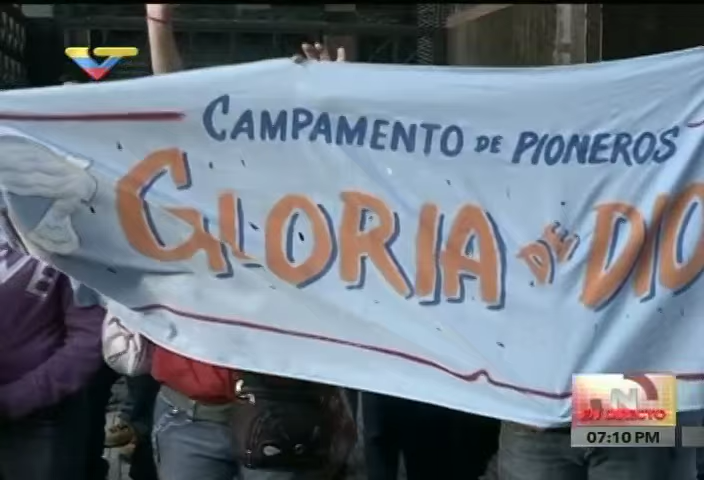 CAMPAMENTO DE PIONEROS
GLORIA DE DIO
EN DIRECTO
07:10 PM